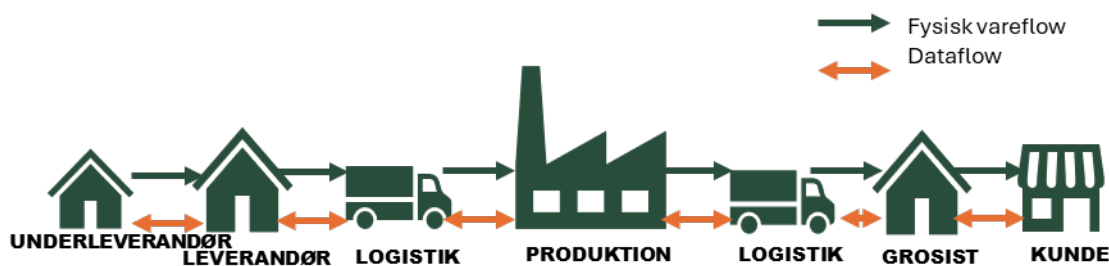 Fysisk vareflow
Dataflow
UNDERLEVERANDØR
LEVERANDØR
LOGISTIK
PRODUKTION
LOGISTIK
GROSIST
KUNDE